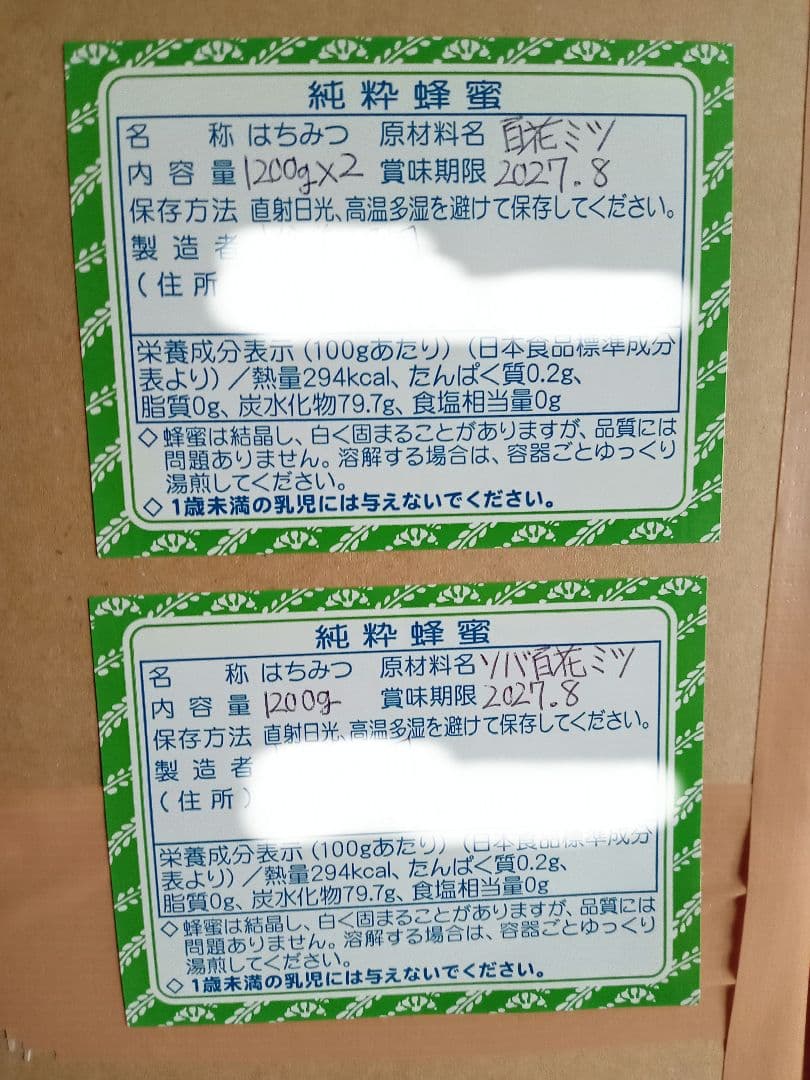 純粋蜂蜜
名称 はちみつ 原材料名 百花ミツ
内容量 1200g×2 賞味期限 2027.8
保存方法 直射日光、高温多湿を避けて保存してください。
製造者
(住所
栄養成分表示(100gあたり)(日本食品標準成分
表より)/熱量294kcal、たんぱく質0.2g、
脂質0g、炭水化物79.7g、食塩相当量0g
◇蜂蜜は結晶し、白く固まることがありますが、品質には
問題ありません。溶解する場合は、容器ごとゆっくり
湯煎してください。
◇1歳未満の乳児には与えないでください。
純粋蜂蜜
名称 はちみつ 原材料名 ソバ百花ミツ
内容量 1200g 賞味期限 2027.8
保存方法 直射日光、高温多湿を避けて保存してください。
製造者
(住所)
栄養成分表示(100gあたり)(日本食品標準成分
表より)/熱量294kcal、たんぱく質0.2g、
脂質0g、炭水化物79.7g、食塩相当量0g
◇蜂蜜は結晶し、白く固まることがありますが、品質には
問題ありません。溶解する場合は、容器ごとゆっくり
湯煎してください。
◇1歳未満の乳児には与えないでください。